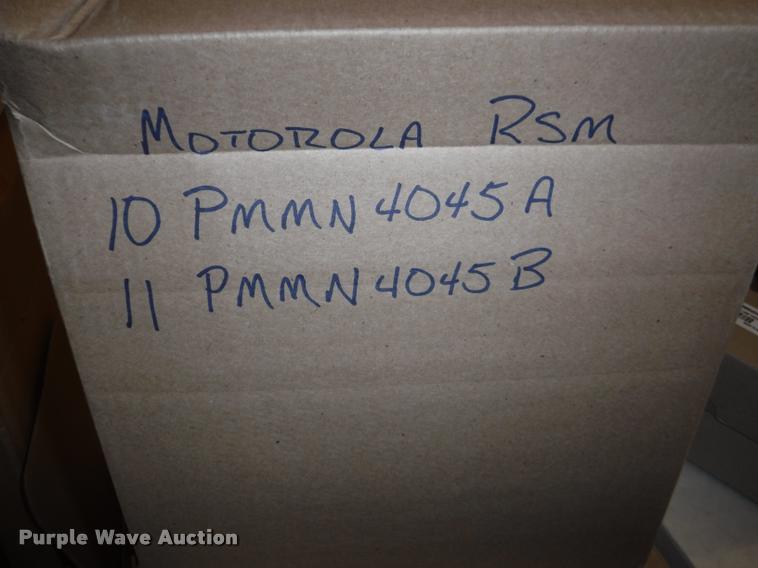 MOTOROLA RSM
10 PMMN4045A
11 PMMN4045B
Purple Wave Auction